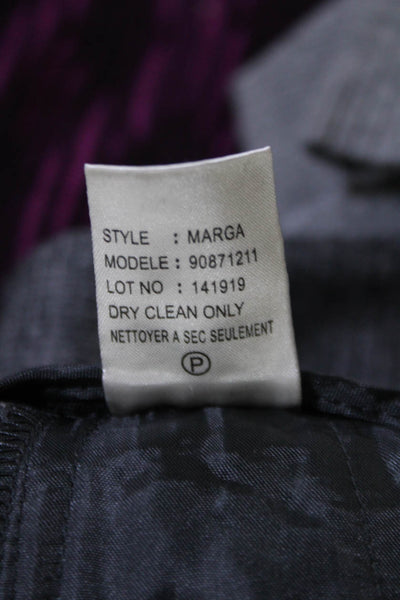 STYLE : MARGA
MODELE : 90871211
LOT NO : 141919
DRY CLEAN ONLY
NETTOYER A SEC SEULEMENT
P